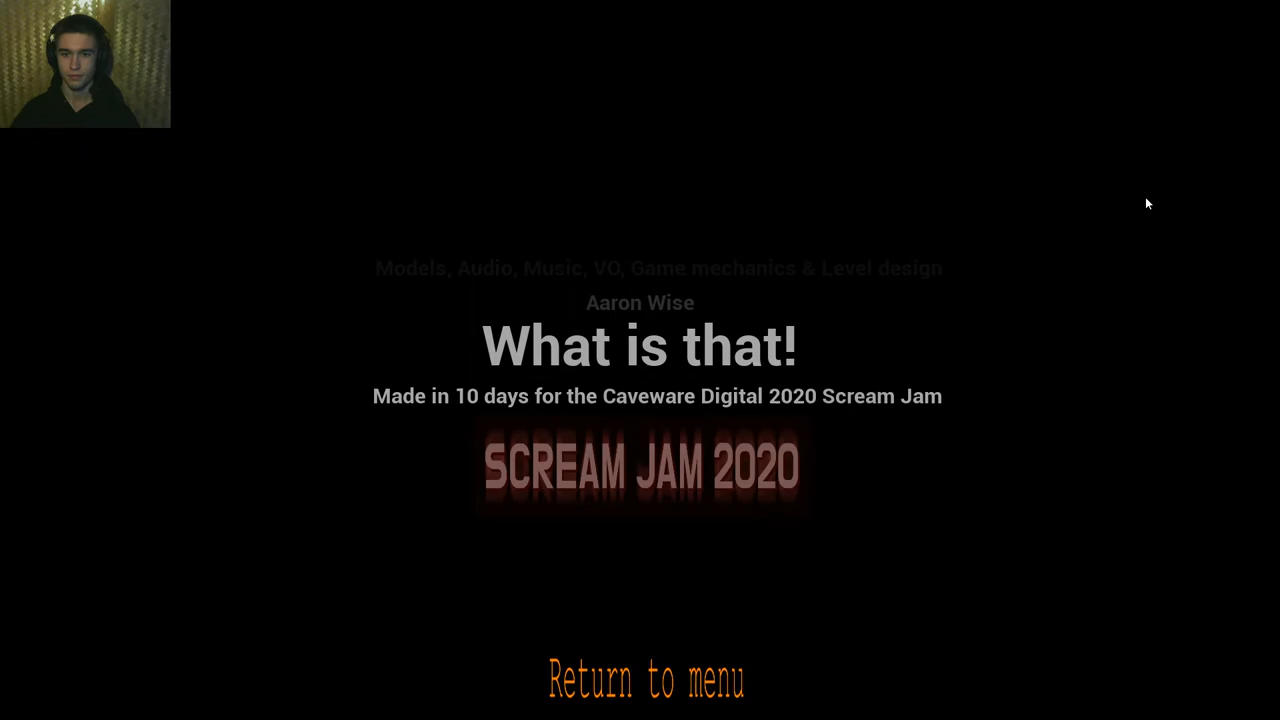 Models, Audio, Music, VO, Game mechanics & Level design
Aaron Wise
What is that!
Made in 10 days for the Caveware Digital 2020 Scream Jam
SCREAM JAM 2020
Return to menu